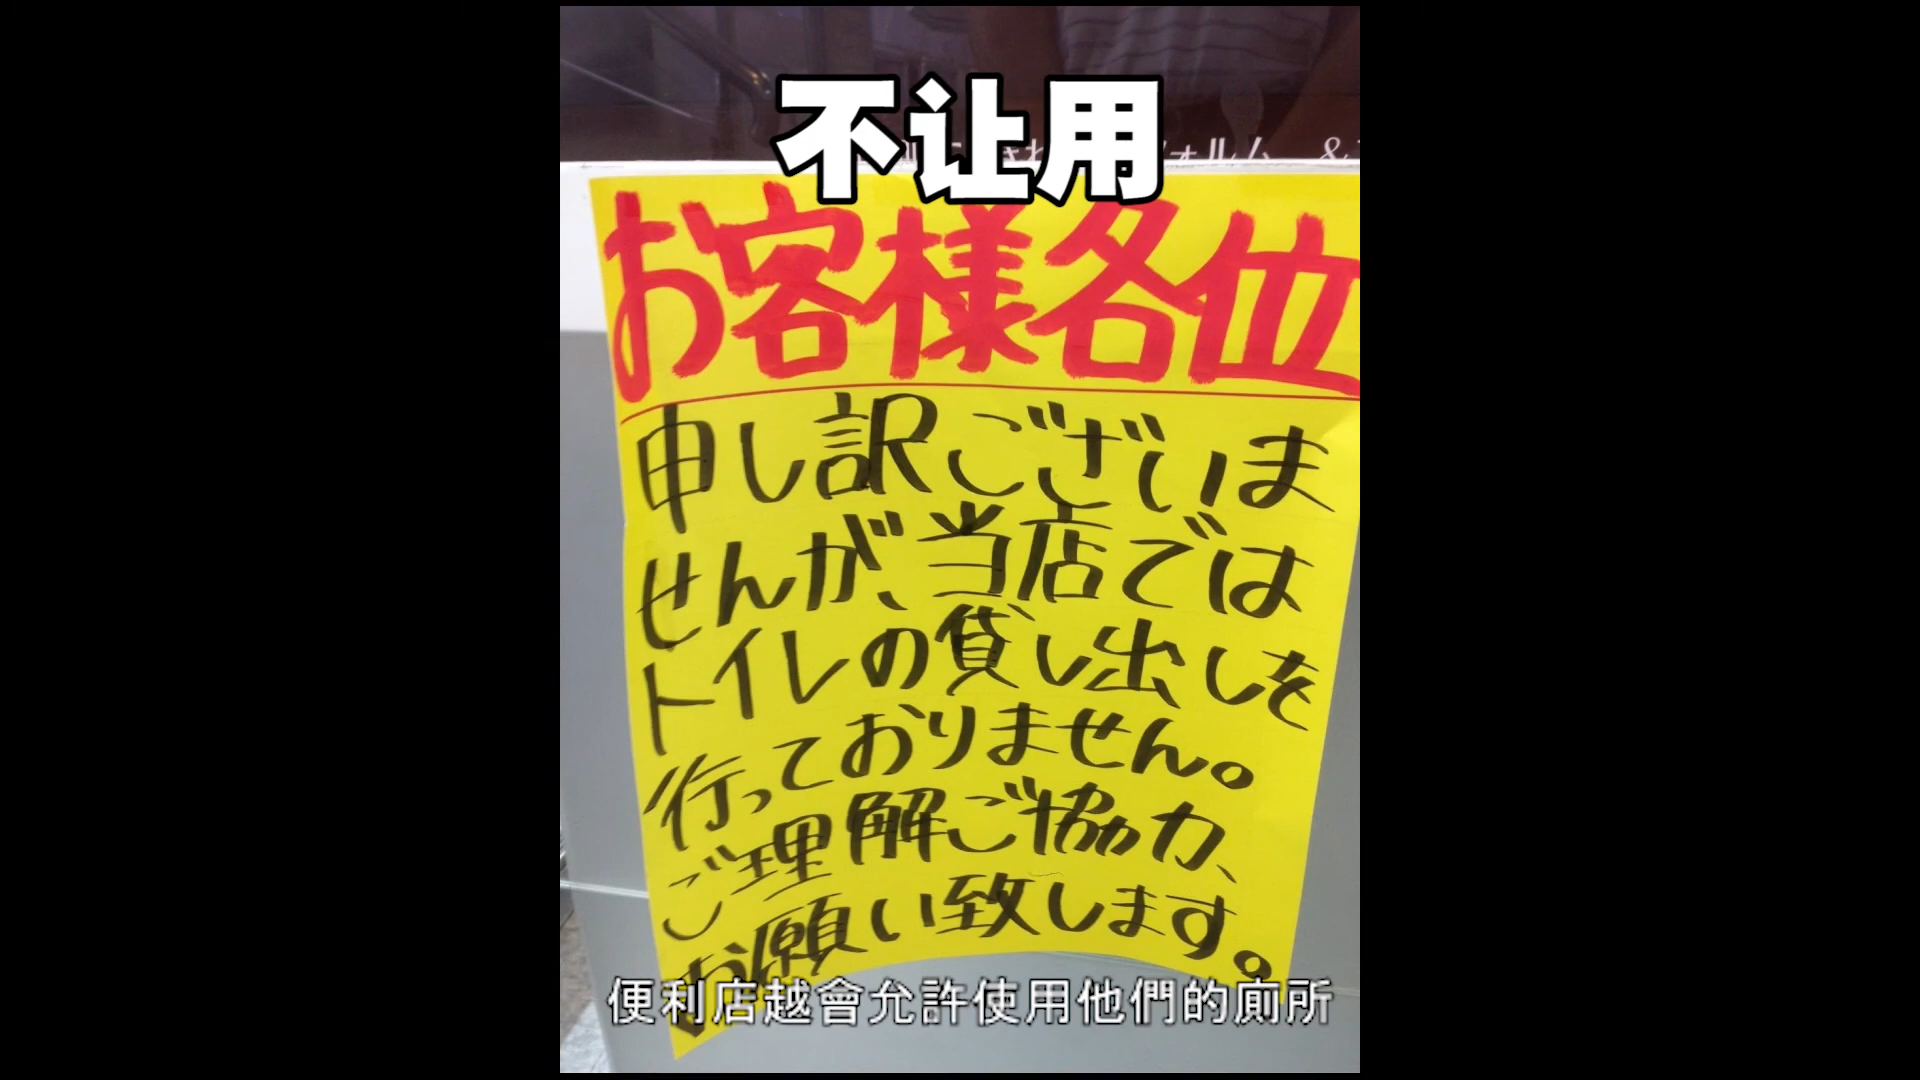 不让用
お客様各位
申し訳ございま
せんが、当店では
トイレの貸し出しを
行っておりません。
ご理解ご協力、
お願い致します。
便利店越會允許使用他們的廁所